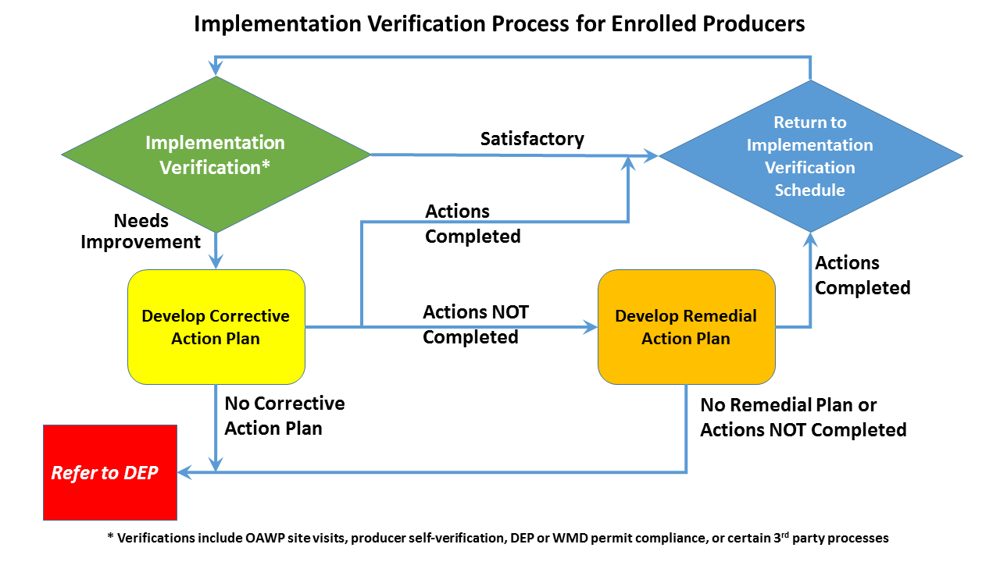 Implementation Verification Process for Enrolled Producers
Implementation
Verification*
Satisfactory
Return to
Implementation
Verification
Schedule
Needs
Improvement
Actions
Completed
Actions
Completed
Develop Corrective
Action Plan
Actions NOT
Completed
Develop Remedial
Action Plan
No Corrective
Action Plan
No Remedial Plan or
Actions NOT Completed
Refer to DEP
* Verifications include OAWP site visits, producer self-verification, DEP or WMD permit compliance, or certain 3rd party processes